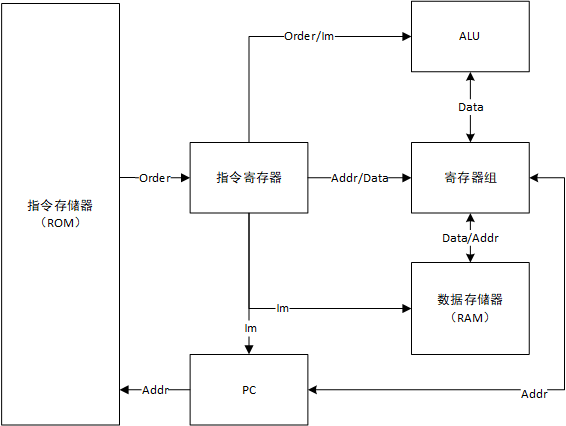 Order/Im
ALU
Data
指令存储器
（ROM）
Order
指令寄存器
Addr/Data
寄存器组
Data/Addr
Im
数据存储器
（RAM）
Im
Addr
PC
Addr